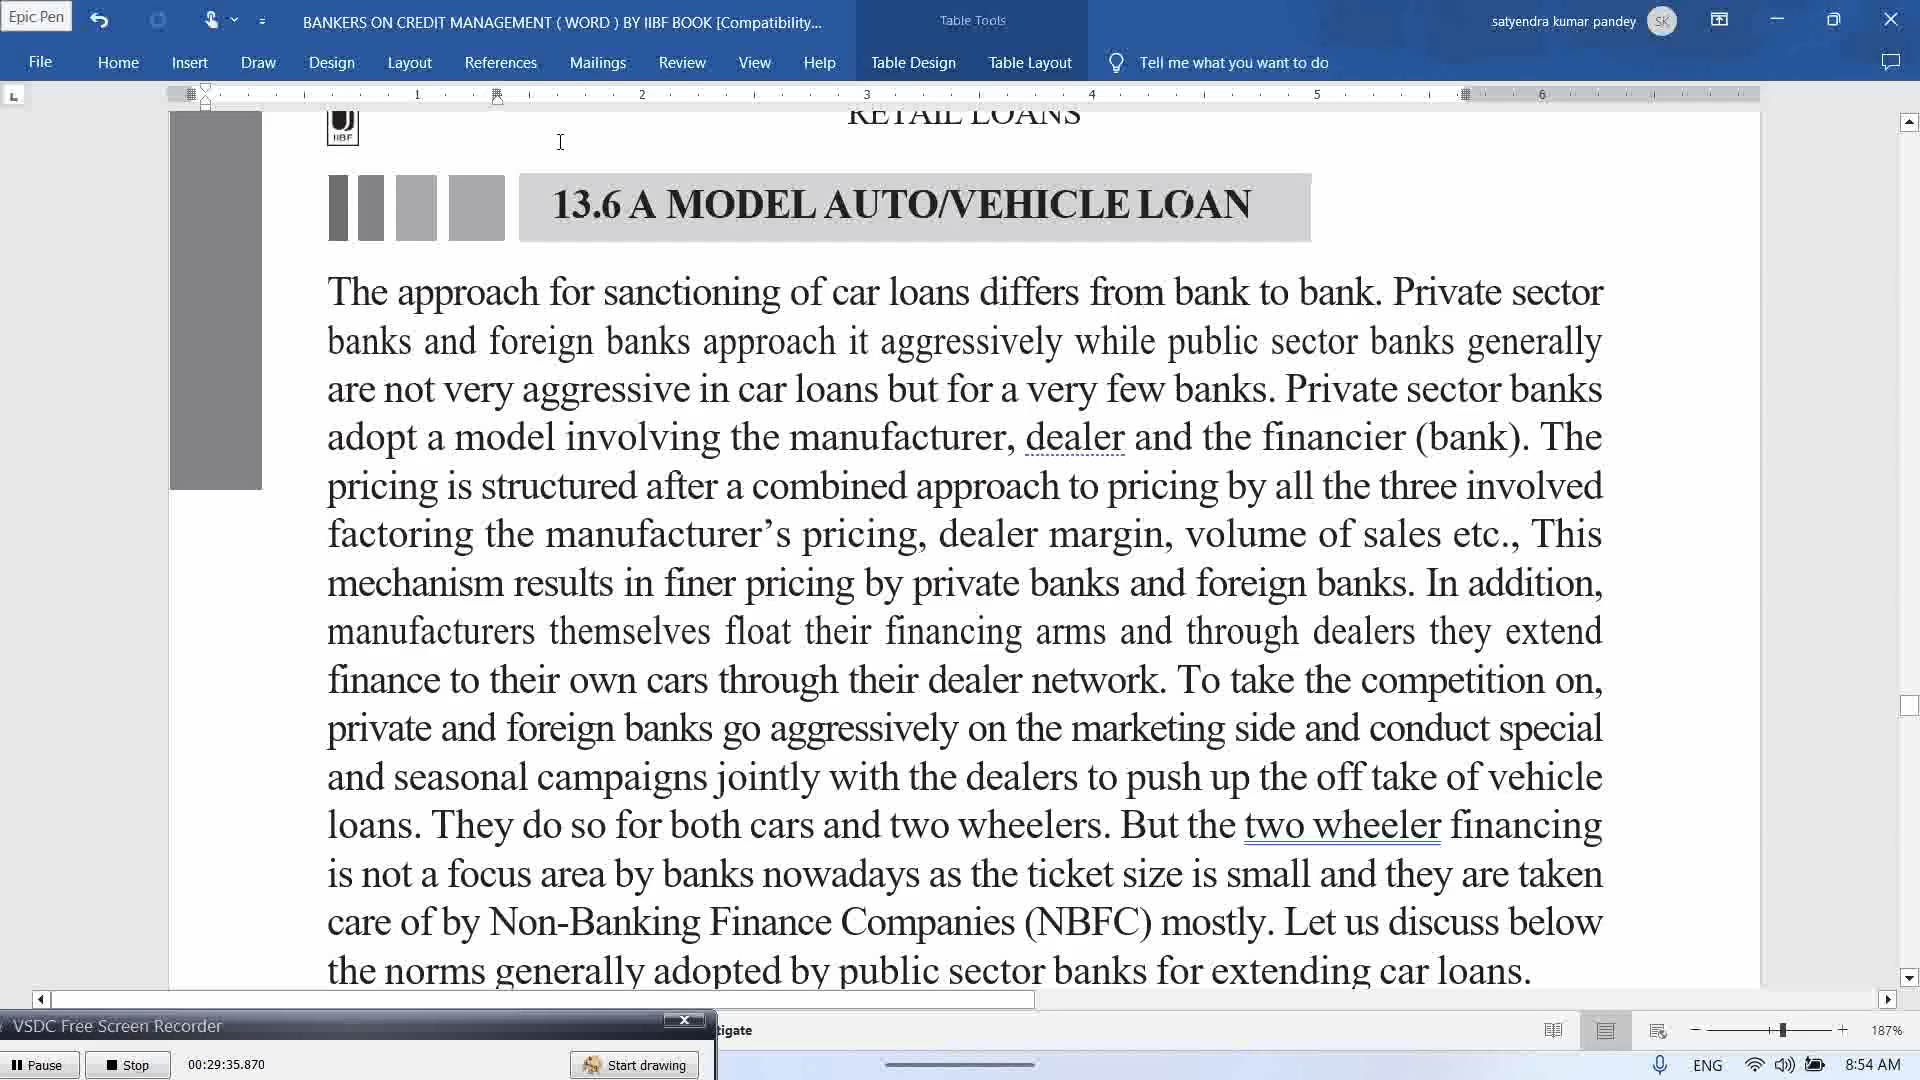 Epic Pen
BANKERS ON CREDIT MANAGEMENT ( WORD ) BY IIBF BOOK [Compatibility...
Table Tools
satyendra kumar pandey
SK
File
Home
Insert
Draw
Design
Layout
References
Mailings
Review
View
Help
Table Design
Table Layout
Tell me what you want to do
1
2
3
4
5
6
IIBF
RETAIL LOANS
13.6 A MODEL AUTO/VEHICLE LOAN
The approach for sanctioning of car loans differs from bank to bank. Private sector
banks and foreign banks approach it aggressively while public sector banks generally
are not very aggressive in car loans but for a very few banks. Private sector banks
adopt a model involving the manufacturer, dealer and the financier (bank). The
pricing is structured after a combined approach to pricing by all the three involved
factoring the manufacturer’s pricing, dealer margin, volume of sales etc., This
mechanism results in finer pricing by private banks and foreign banks. In addition,
manufacturers themselves float their financing arms and through dealers they extend
finance to their own cars through their dealer network. To take the competition on,
private and foreign banks go aggressively on the marketing side and conduct special
and seasonal campaigns jointly with the dealers to push up the off take of vehicle
loans. They do so for both cars and two wheelers. But the two wheeler financing
is not a focus area by banks nowadays as the ticket size is small and they are taken
care of by Non-Banking Finance Companies (NBFC) mostly. Let us discuss below
the norms generally adopted by public sector banks for extending car loans.
VSDC Free Screen Recorder
tigate
187%
Pause
Stop
00:29:35.870
Start drawing
ENG
8:54 AM